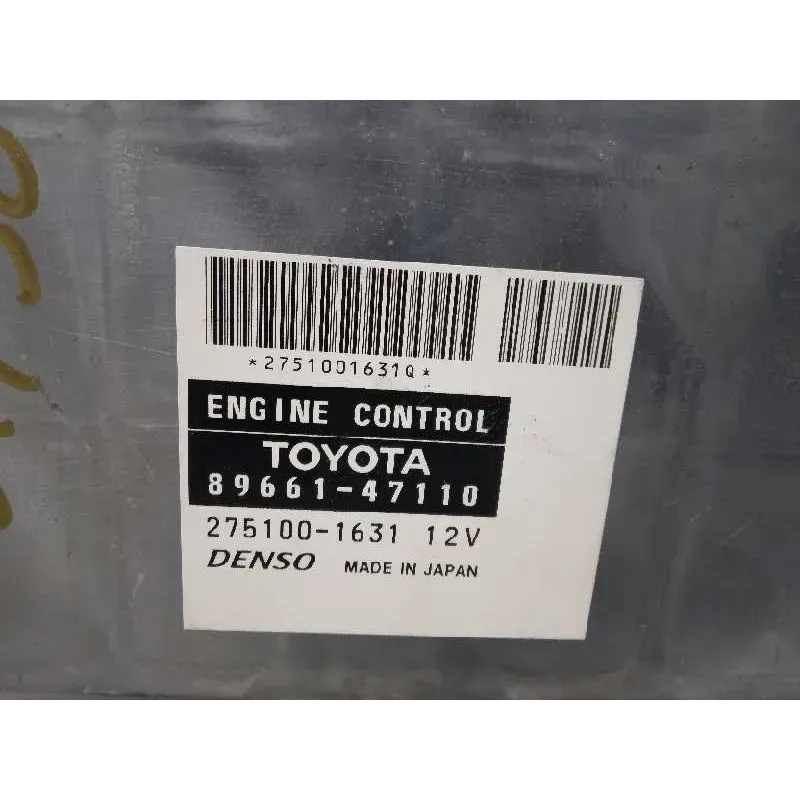 *2751001631Q*
ENGINE CONTROL
TOYOTA
89661-47110
275100-1631 12V
DENSO MADE IN JAPAN